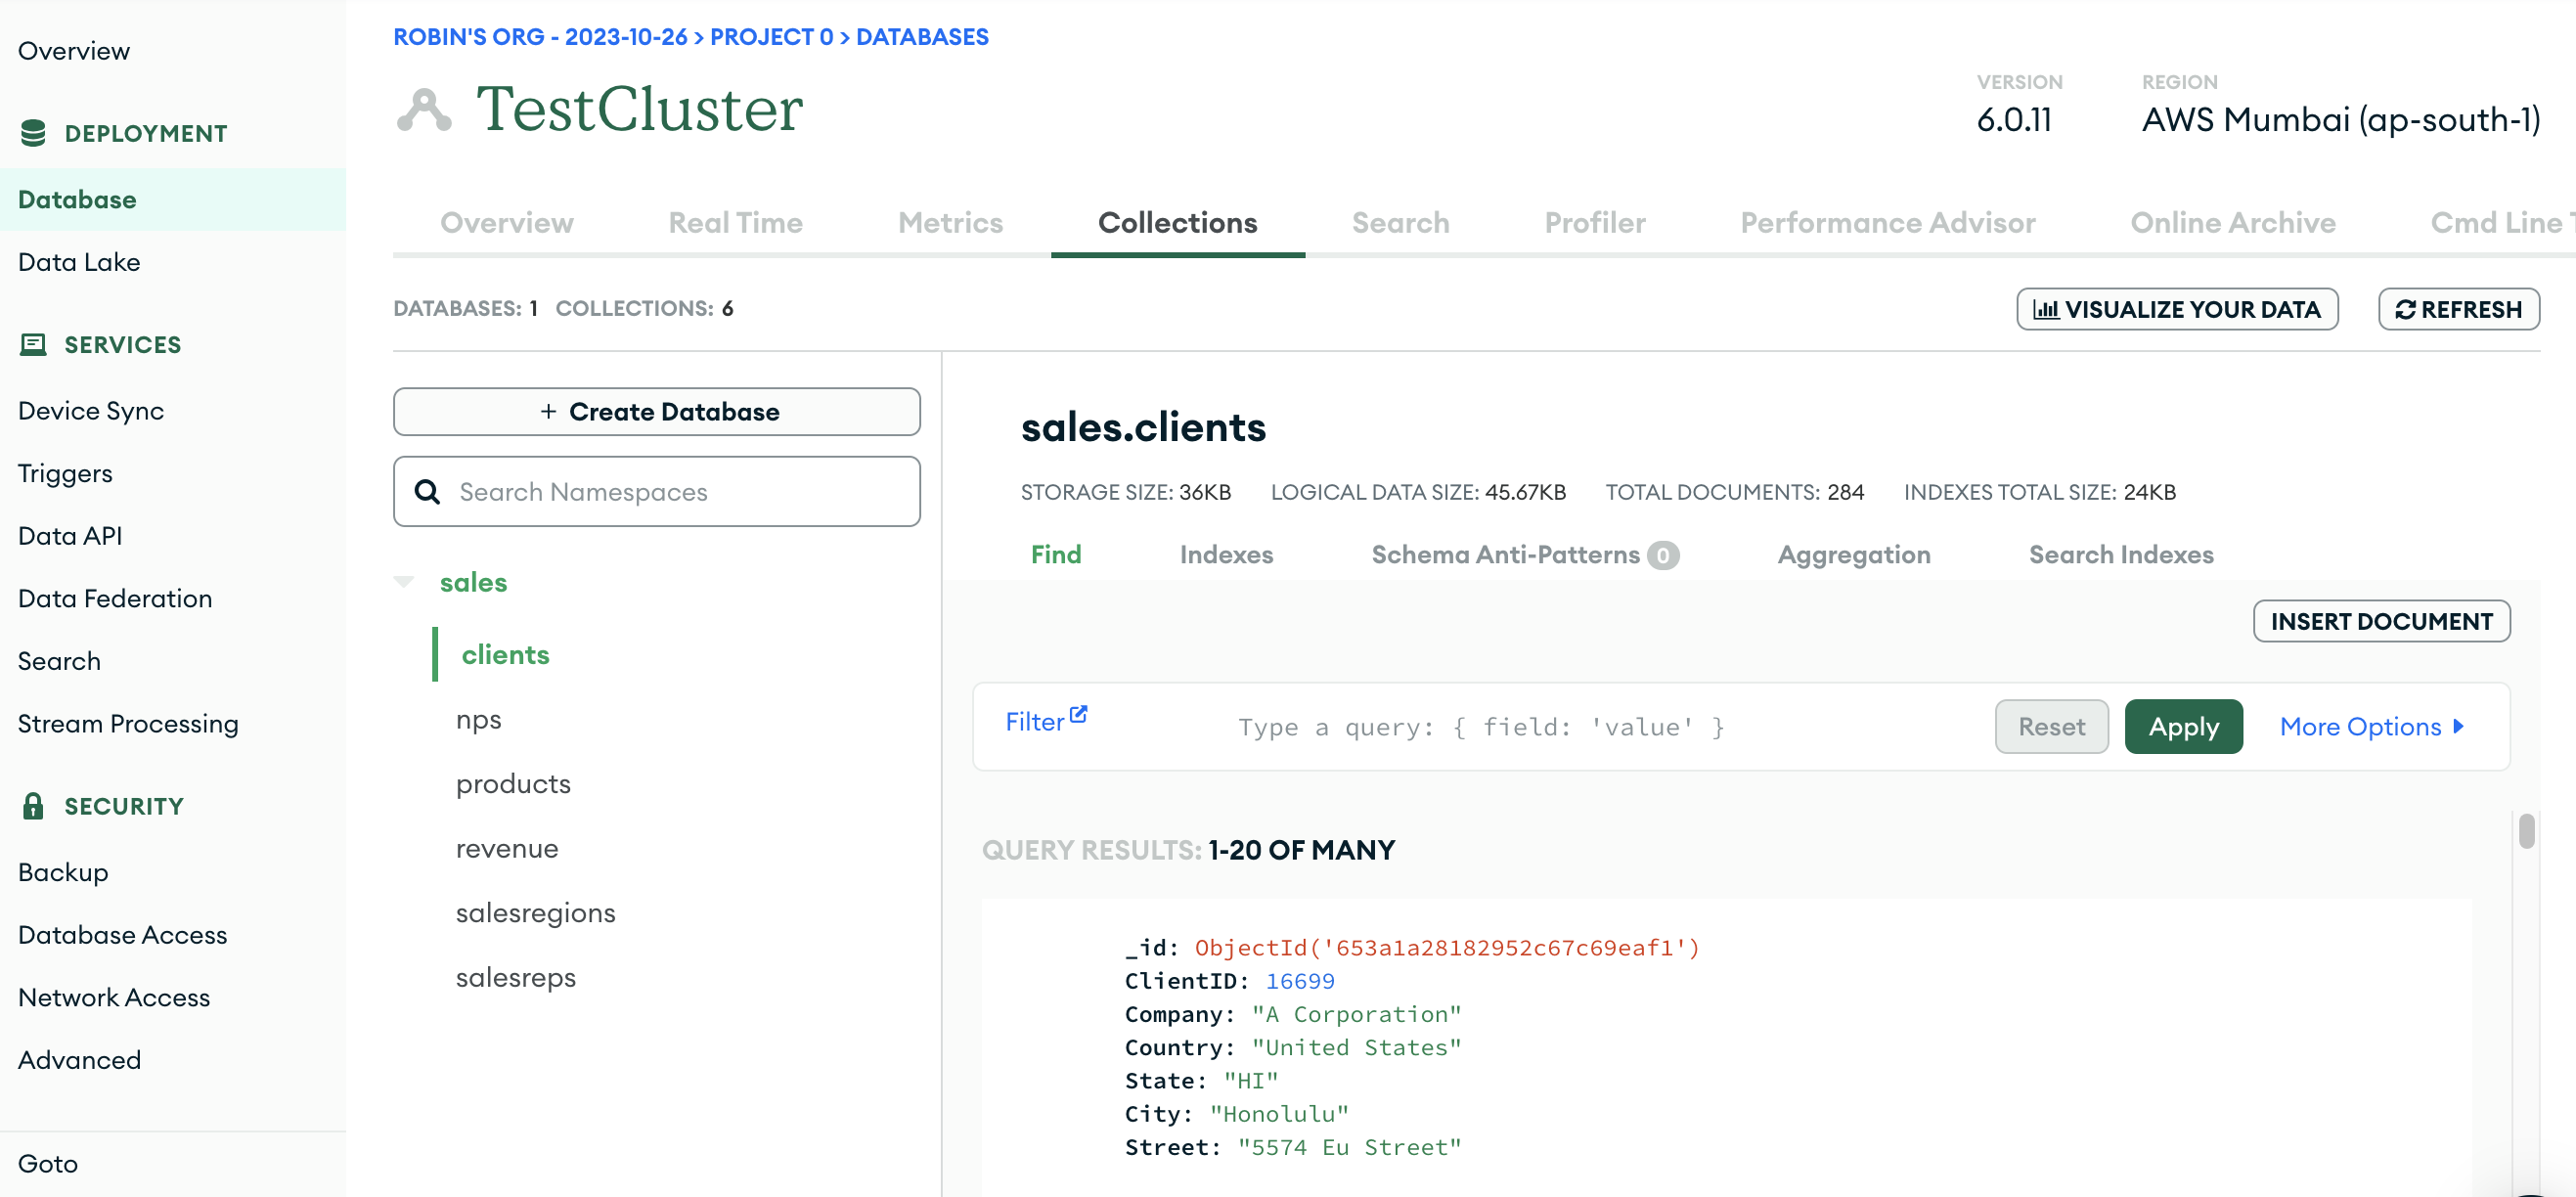 Overview
DEPLOYMENT
Database
Data Lake
SERVICES
Device Sync
Triggers
Data API
Data Federation
Search
Stream Processing
SECURITY
Backup
Database Access
Network Access
Advanced
Goto
ROBIN'S ORG - 2023-10-26 > PROJECT 0 > DATABASES
TestCluster
VERSION
6.0.11
REGION
AWS Mumbai (ap-south-1)
Overview Real Time Metrics Collections Search Profiler Performance Advisor Online Archive Cmd Line T
DATABASES: 1 COLLECTIONS: 6
VISUALIZE YOUR DATA
REFRESH
+ Create Database
Search Namespaces
sales
clients
nps
products
revenue
salesregions
salesreps
sales.clients
STORAGE SIZE: 36KB LOGICAL DATA SIZE: 45.67KB TOTAL DOCUMENTS: 284 INDEXES TOTAL SIZE: 24KB
Find Indexes Schema Anti-Patterns 0 Aggregation Search Indexes
INSERT DOCUMENT
Filter Type a query: { field: 'value' } Reset Apply More Options
QUERY RESULTS: 1-20 OF MANY
_id: ObjectId('653a1a28182952c67c69eaf1')
ClientID: 16699
Company: "A Corporation"
Country: "United States"
State: "HI"
City: "Honolulu"
Street: "5574 Eu Street"